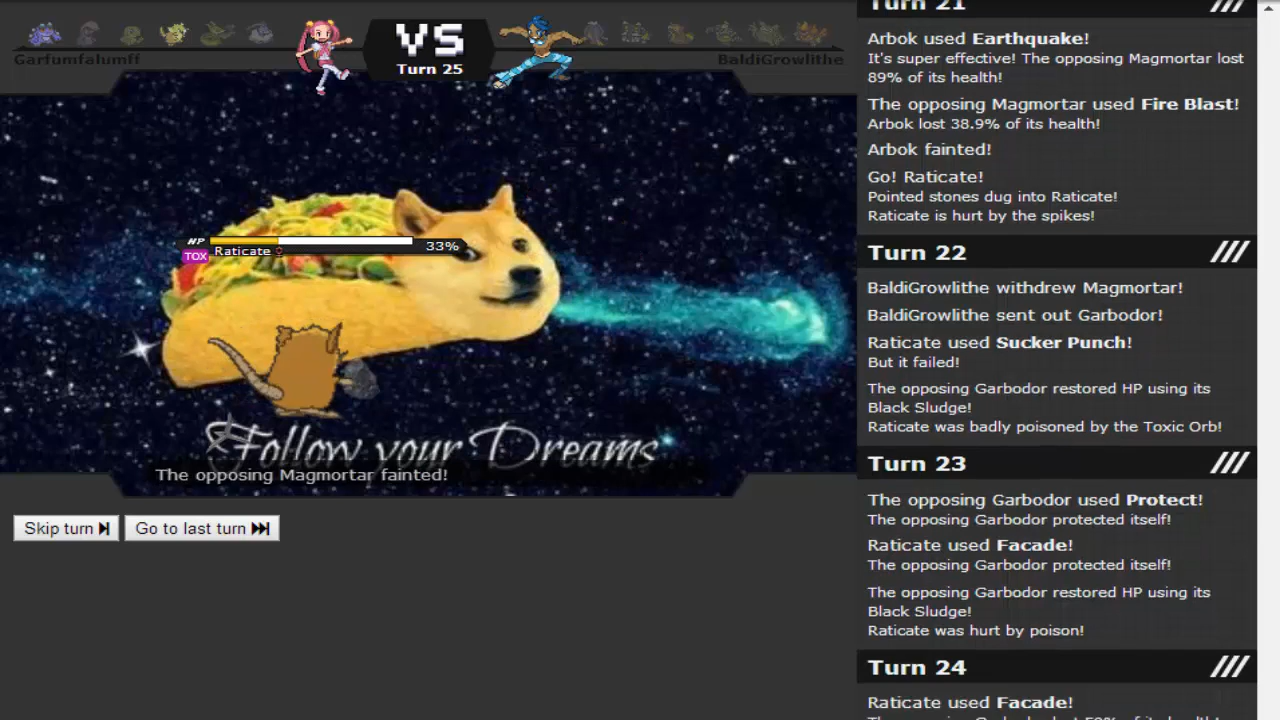 VS
Turn 25
Garfumfalumff
BaldiGrowlithe
HP
33%
TOX
Raticate ♀
Follow your Dreams
The opposing Magmortar fainted!
Skip turn
Go to last turn
Turn 21
Arbok used Earthquake!
It's super effective! The opposing Magmortar lost
89% of its health!
The opposing Magmortar used Fire Blast!
Arbok lost 38.9% of its health!
Arbok fainted!
Go! Raticate!
Pointed stones dug into Raticate!
Raticate is hurt by the spikes!
Turn 22
BaldiGrowlithe withdrew Magmortar!
BaldiGrowlithe sent out Garbodor!
Raticate used Sucker Punch!
But it failed!
The opposing Garbodor restored HP using its
Black Sludge!
Raticate was badly poisoned by the Toxic Orb!
Turn 23
The opposing Garbodor used Protect!
The opposing Garbodor protected itself!
Raticate used Facade!
The opposing Garbodor protected itself!
The opposing Garbodor restored HP using its
Black Sludge!
Raticate was hurt by poison!
Turn 24
Raticate used Facade!